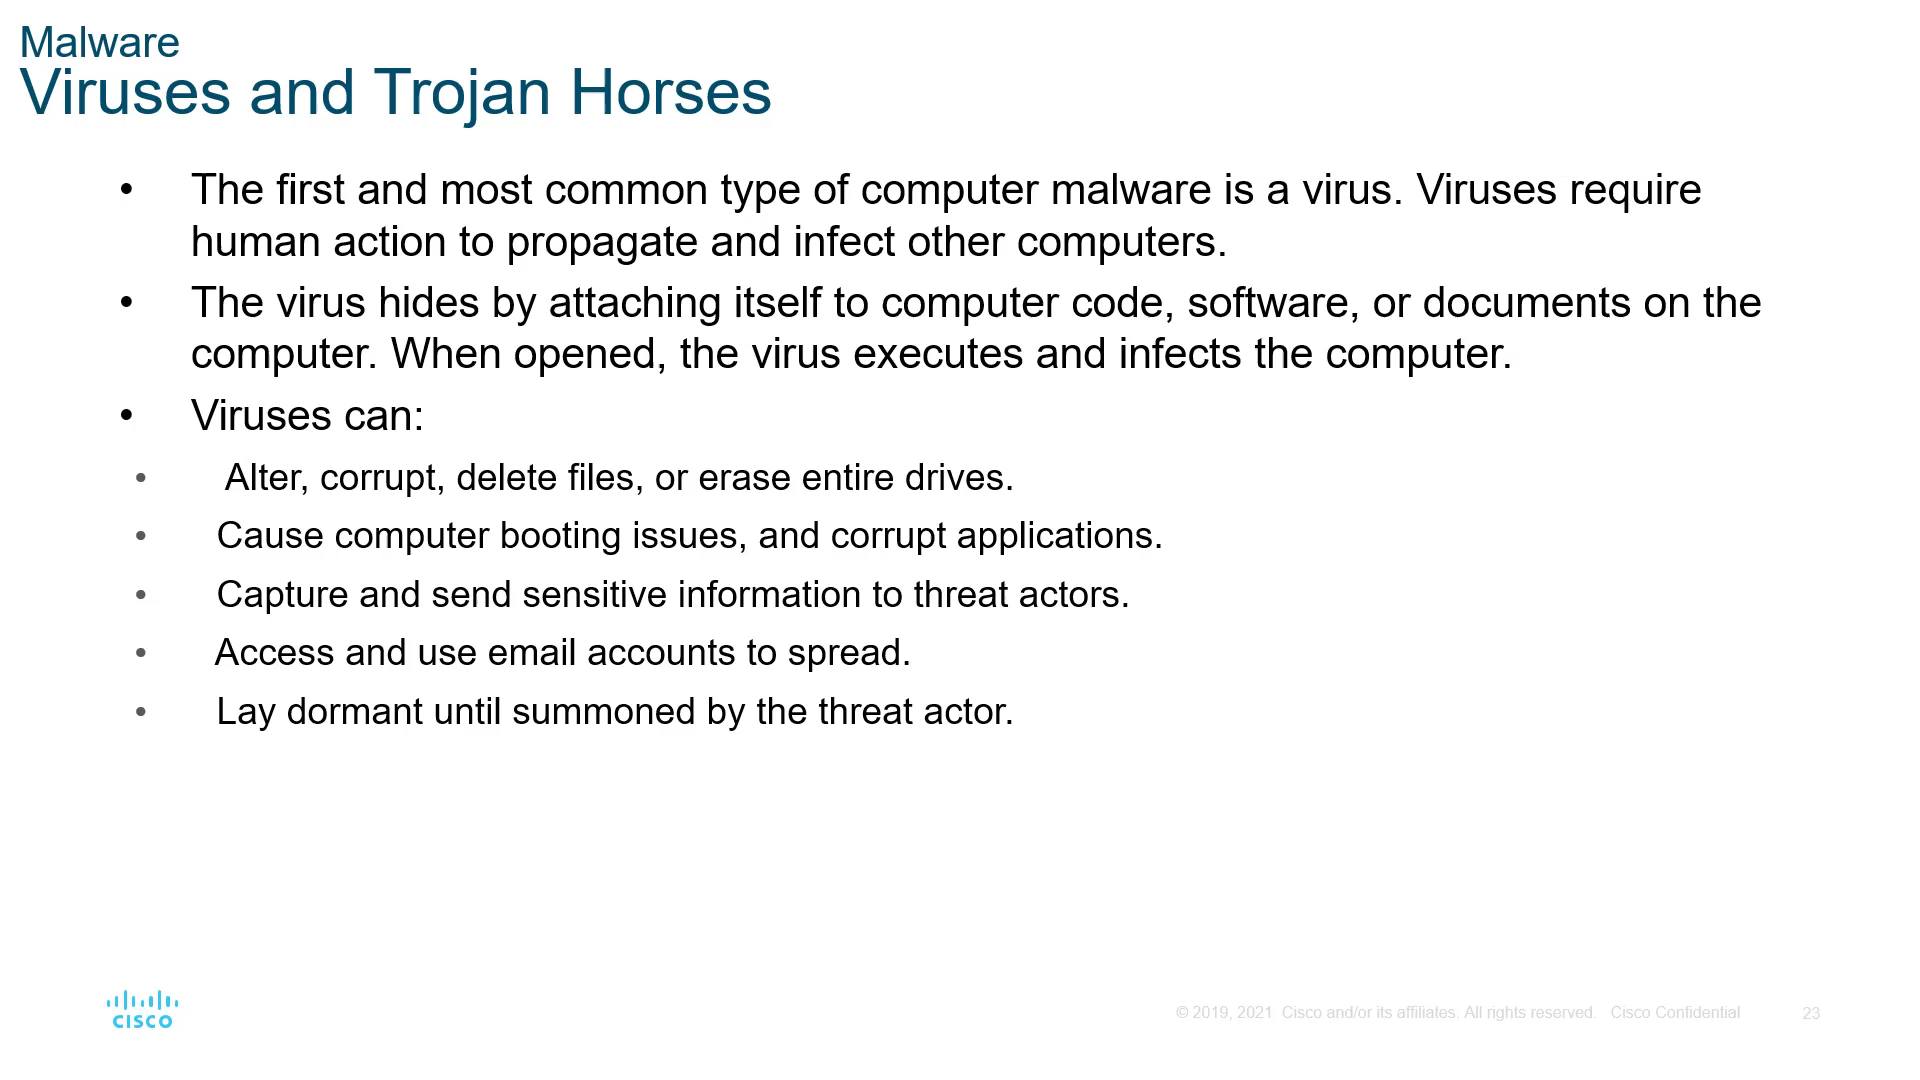 Malware
Viruses and Trojan Horses
• The first and most common type of computer malware is a virus. Viruses require
human action to propagate and infect other computers.
• The virus hides by attaching itself to computer code, software, or documents on the
computer. When opened, the virus executes and infects the computer.
• Viruses can:
• Alter, corrupt, delete files, or erase entire drives.
• Cause computer booting issues, and corrupt applications.
• Capture and send sensitive information to threat actors.
• Access and use email accounts to spread.
• Lay dormant until summoned by the threat actor.
CISCO
© 2019, 2021 Cisco and/or its affiliates. All rights reserved. Cisco Confidential 23